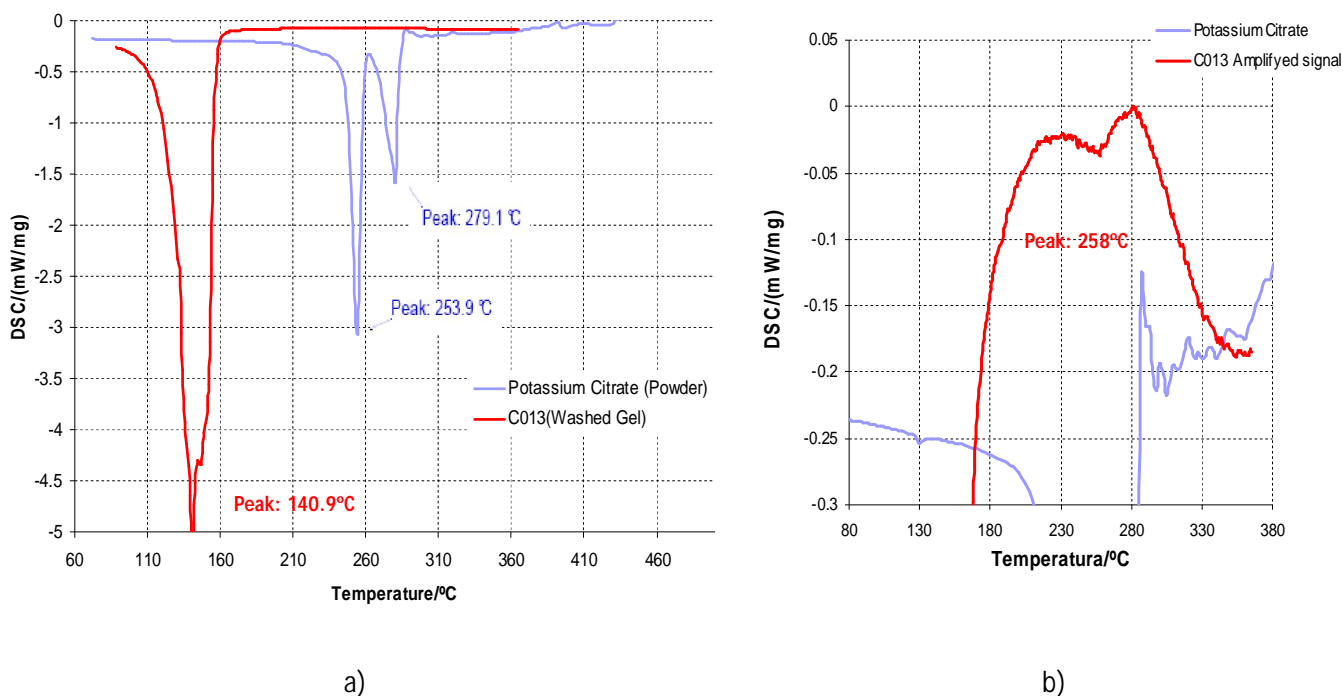 0
-0.5
-1
-1.5
-2
-2.5
-3
-3.5
-4
-4.5
-5
DSC/(mW/mg)
60 110 160 210 260 310 360 410 460
Temperature/ºC
Peak: 279.1 ºC
Peak: 253.9 ºC
Potassium Citrate (Powder)
C013(Washed Gel)
Peak: 140.9ºC
a)
Potassium Citrate
C013 Amplifyed signal
0.05
0
-0.05
-0.1
-0.15
-0.2
-0.25
-0.3
DSC/(mW/mg)
Peak: 258ºC
80 130 180 230 280 330 380
Temperatura/ºC
b)